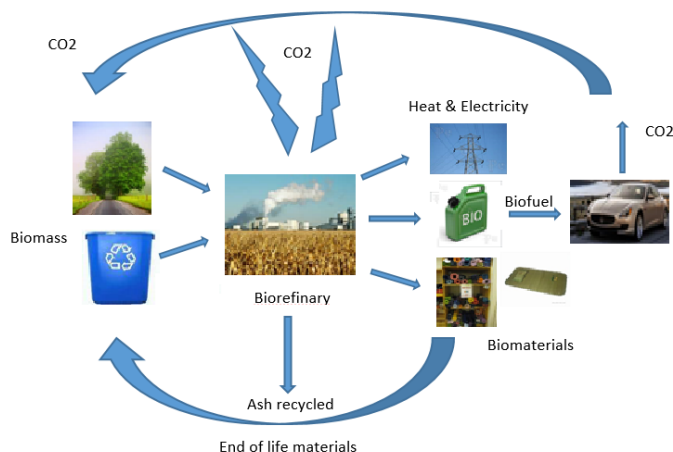 CO2
CO2
Heat & Electricity
CO2
Biomass
BIO
Biofuel
Biorefinary
Biomaterials
Ash recycled
End of life materials